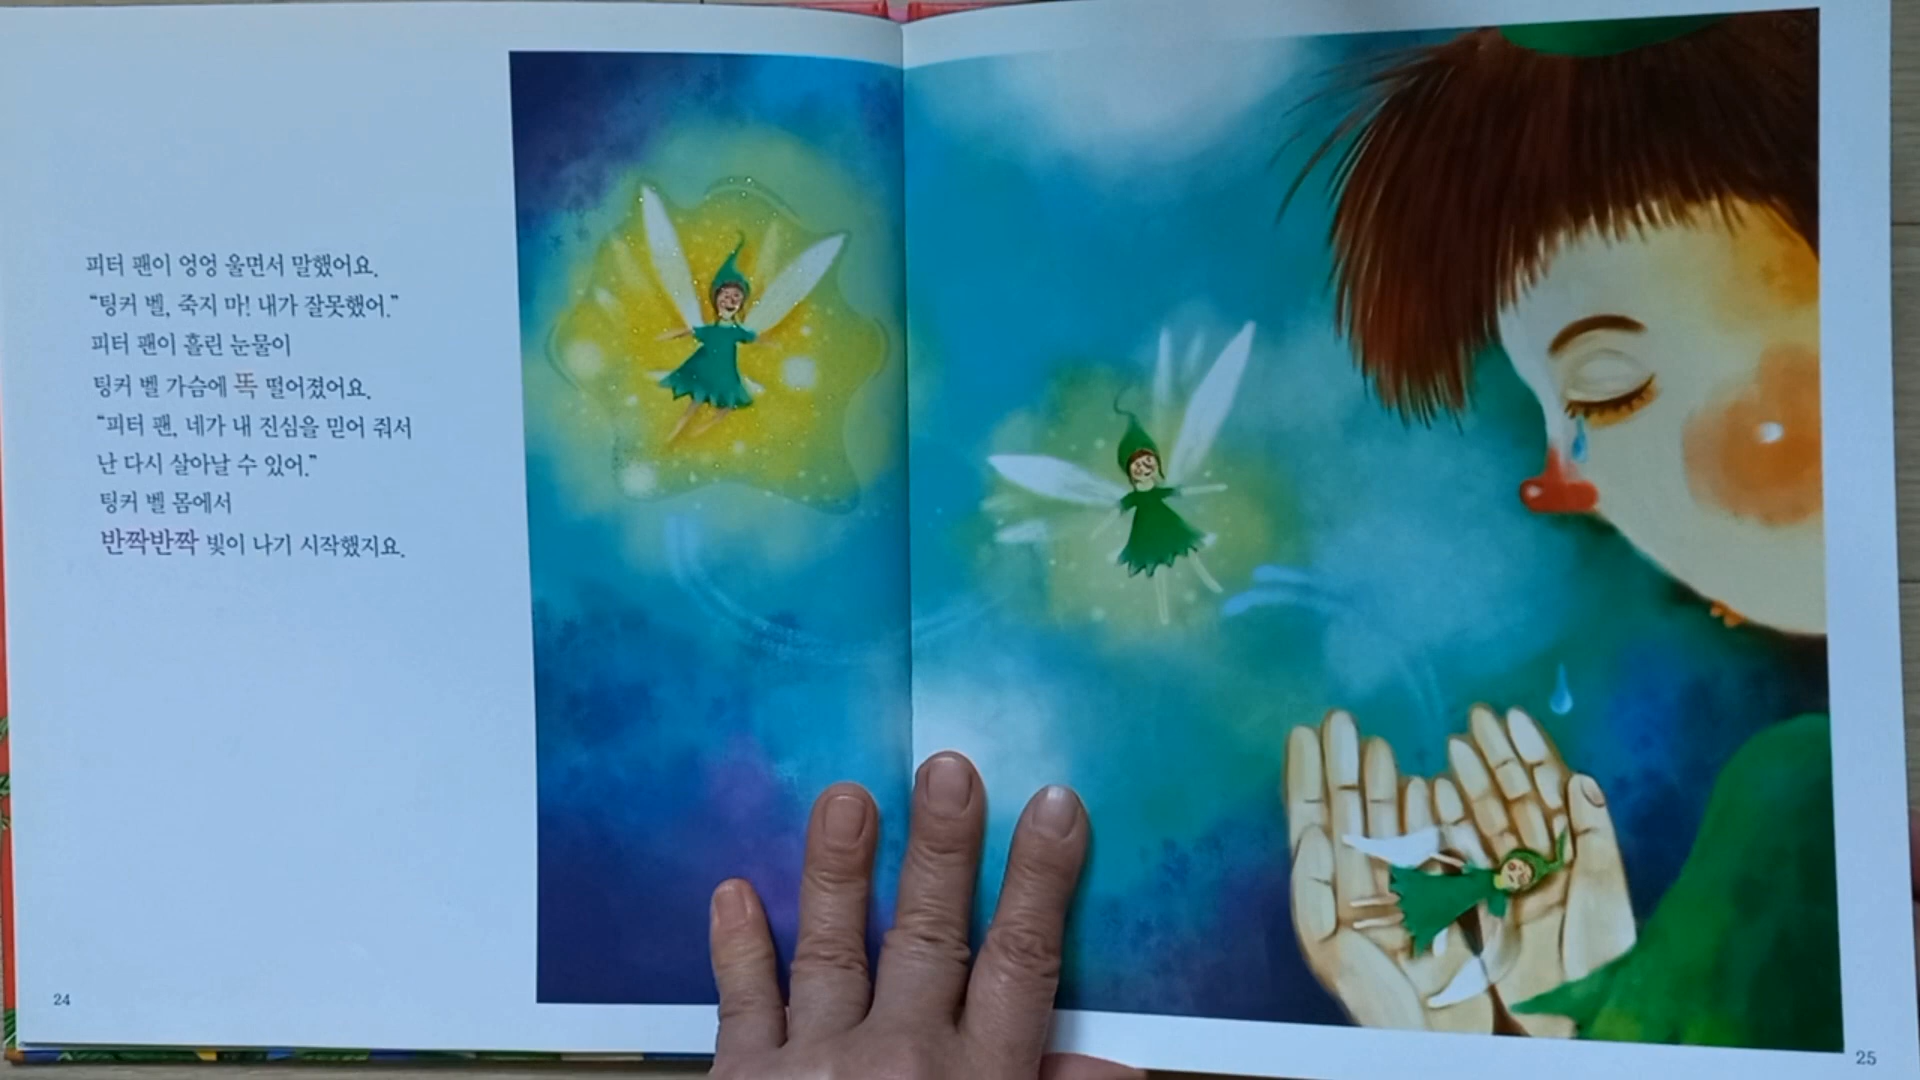 피터 팬이 엉엉 울면서 말했어요.
“팅커 벨, 죽지 마! 내가 잘못했어.”
피터 팬이 흘린 눈물이
팅커 벨 가슴에 똑 떨어졌어요.
“피터 팬, 네가 내 진심을 믿어 줘서
난 다시 살아날 수 있어.”
팅커 벨 몸에서
반짝반짝 빛이 나기 시작했지요.
24
25